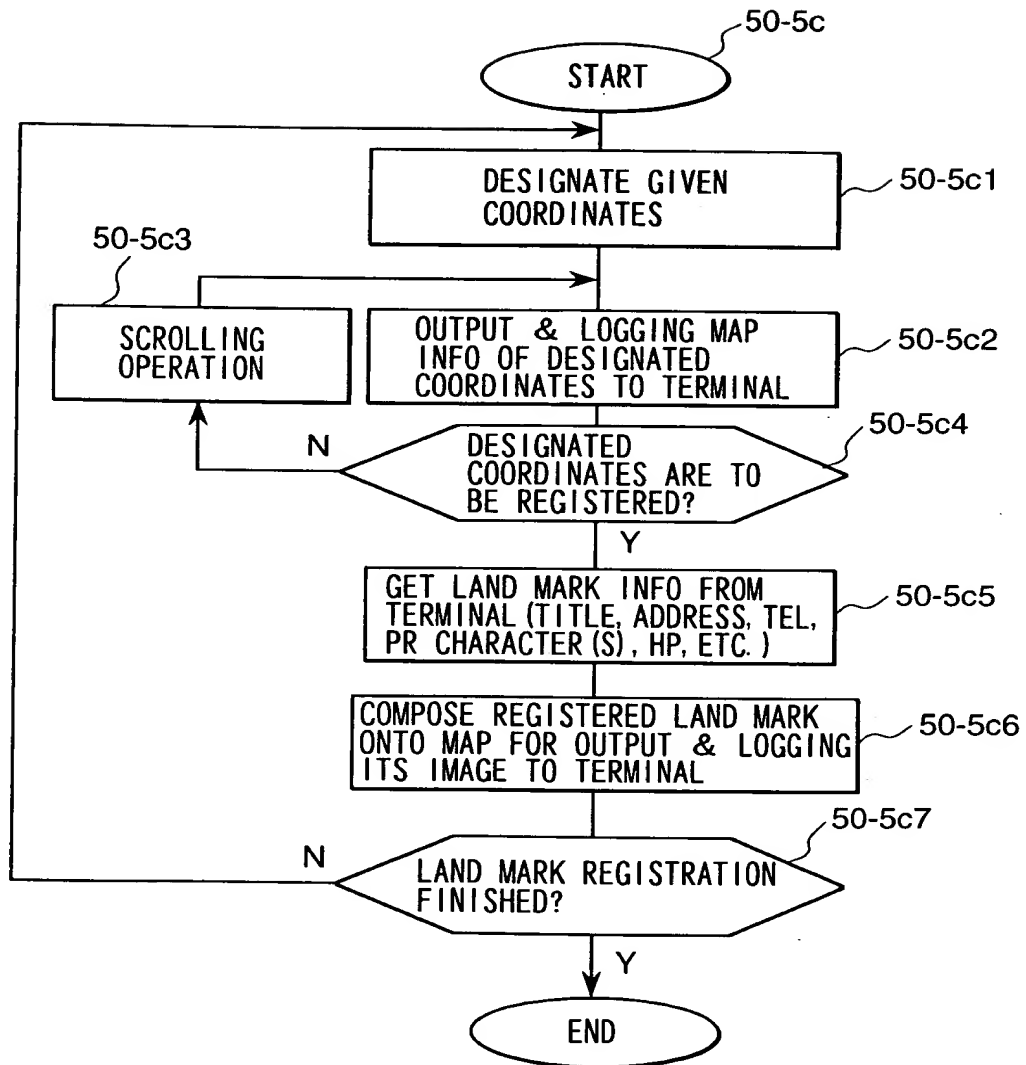 50-5c
START
DESIGNATE GIVEN
COORDINATES
50-5c1
50-5c3
SCROLLING
OPERATION
OUTPUT & LOGGING MAP
INFO OF DESIGNATED
COORDINATES TO TERMINAL
50-5c2
50-5c4
N
DESIGNATED
COORDINATES ARE TO
BE REGISTERED?
Y
GET LAND MARK INFO FROM
TERMINAL (TITLE, ADDRESS, TEL,
PR CHARACTER (S), HP, ETC.)
50-5c5
COMPOSE REGISTERED LAND MARK
ONTO MAP FOR OUTPUT & LOGGING
ITS IMAGE TO TERMINAL
50-5c6
50-5c7
N
LAND MARK REGISTRATION
FINISHED?
Y
END